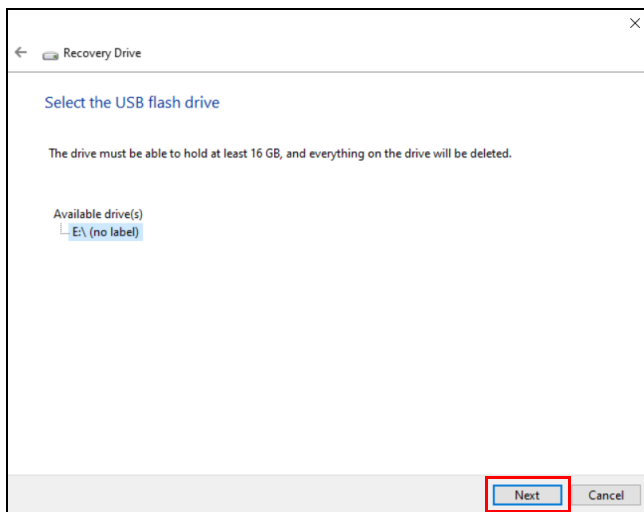 Recovery Drive
Select the USB flash drive
The drive must be able to hold at least 16 GB, and everything on the drive will be deleted.
Available drive(s)
E:\ (no label)
Next Cancel